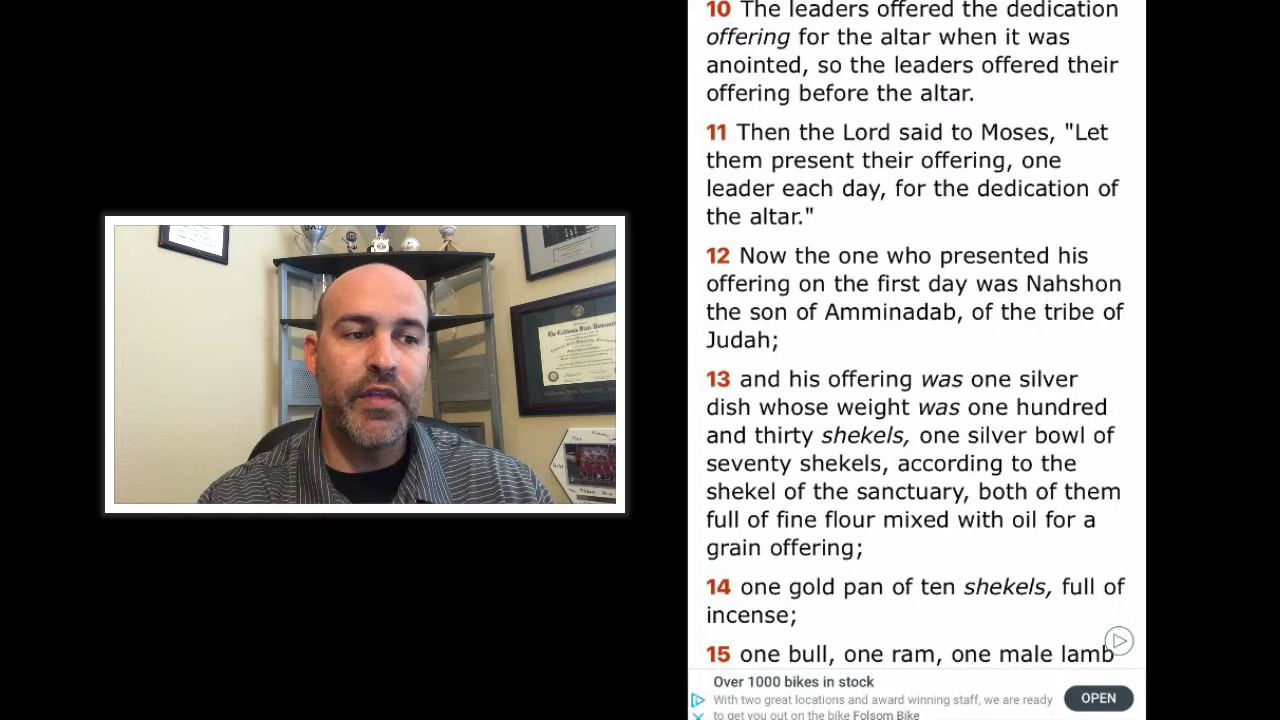 10 The leaders offered the dedication
offering for the altar when it was
anointed, so the leaders offered their
offering before the altar.
11 Then the Lord said to Moses, "Let
them present their offering, one
leader each day, for the dedication of
the altar."
12 Now the one who presented his
offering on the first day was Nahshon
the son of Amminadab, of the tribe of
Judah;
13 and his offering was one silver
dish whose weight was one hundred
and thirty shekels, one silver bowl of
seventy shekels, according to the
shekel of the sanctuary, both of them
full of fine flour mixed with oil for a
grain offering;
14 one gold pan of ten shekels, full of
incense;
15 one bull, one ram, one male lamb
Over 1000 bikes in stock
With two great locations and award winning staff, we are ready
to get you out on the bike Folsom Bike
OPEN
DAD
The California State University